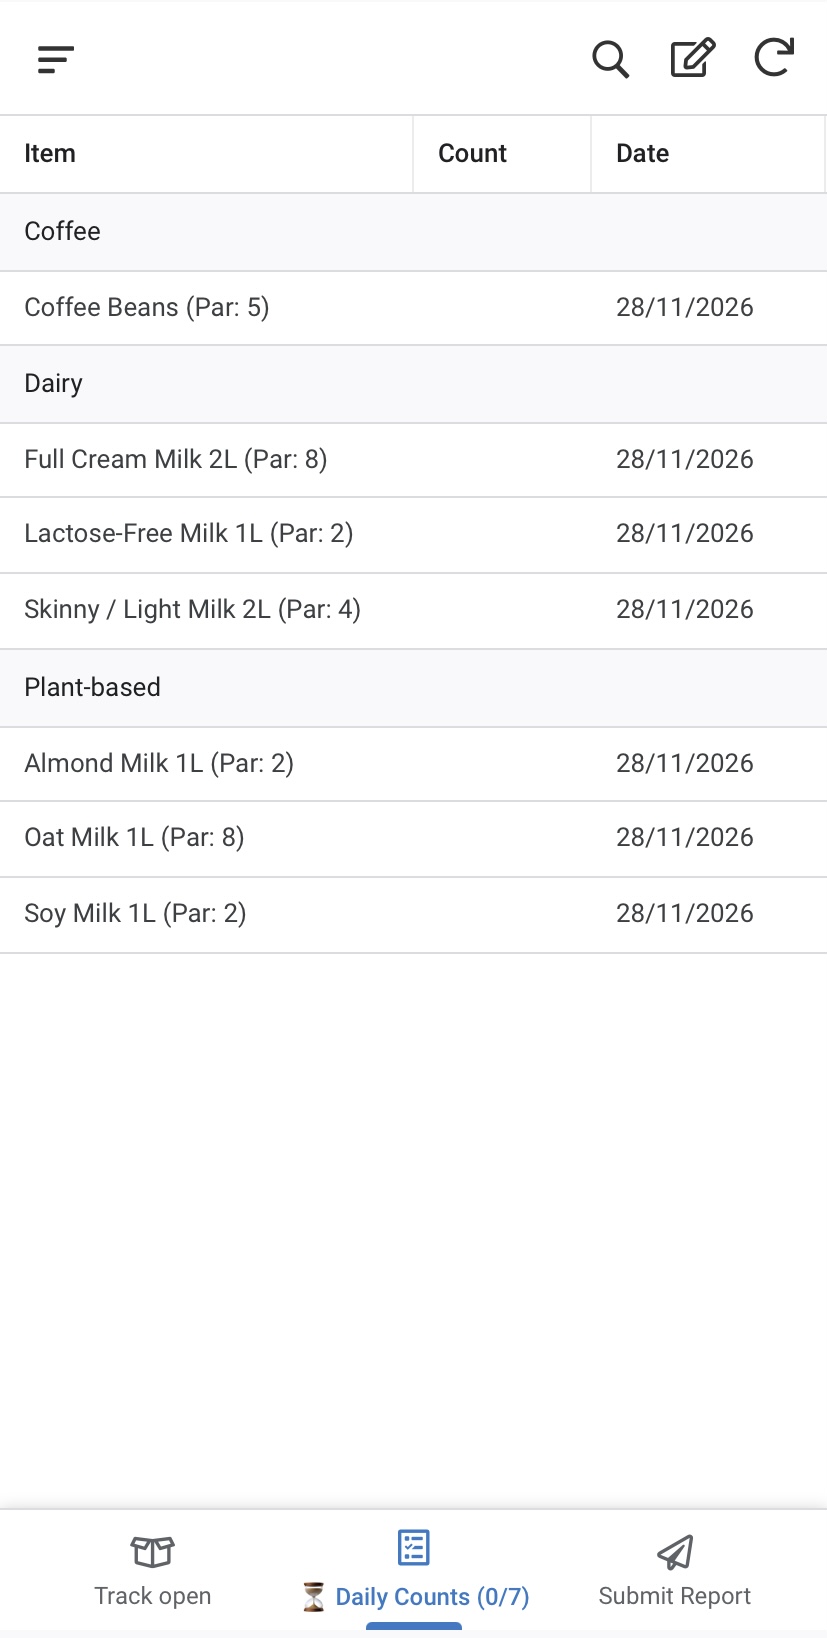 Item Count Date
Coffee
Coffee Beans (Par: 5) 28/11/2026
Dairy
Full Cream Milk 2L (Par: 8) 28/11/2026
Lactose-Free Milk 1L (Par: 2) 28/11/2026
Skinny / Light Milk 2L (Par: 4) 28/11/2026
Plant-based
Almond Milk 1L (Par: 2) 28/11/2026
Oat Milk 1L (Par: 8) 28/11/2026
Soy Milk 1L (Par: 2) 28/11/2026
Track open ⏳ Daily Counts (0/7) Submit Report